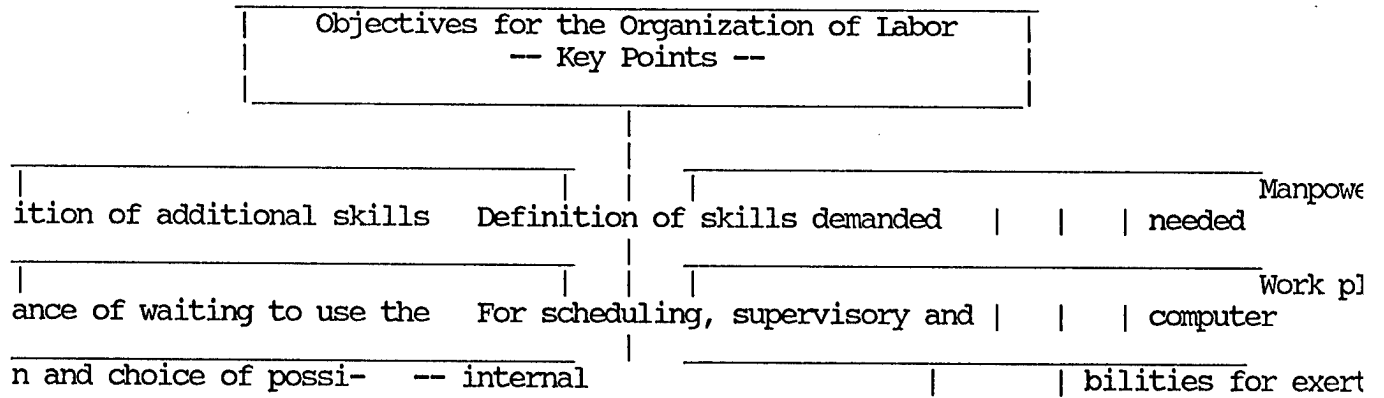 Objectives for the Organization of Labor
-- Key Points --
Manpowe
ition of additional skills Definition of skills demanded | | | needed
Work pl
ance of waiting to use the For scheduling, supervisory and | | | computer
n and choice of possi- -- internal | | bilities for exert